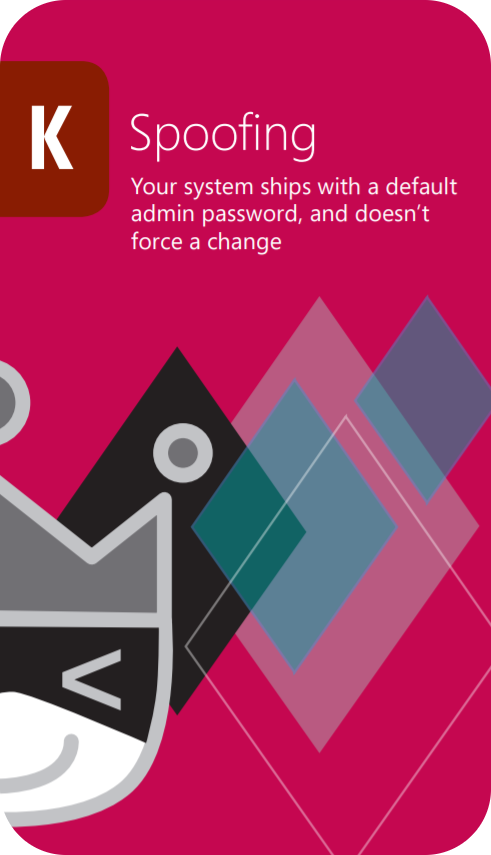 K
Spoofing
Your system ships with a default
admin password, and doesn’t
force a change